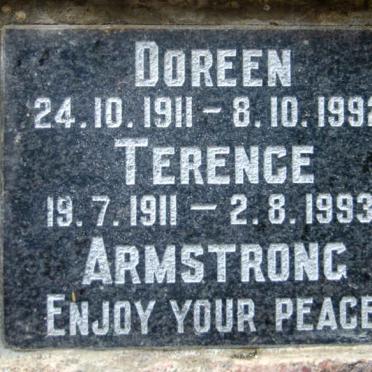 DOREEN
24.10.1911 – 8.10.1992
TERENCE
19.7.1911 – 2.8.1993
ARMSTRONG
ENJOY YOUR PEACE